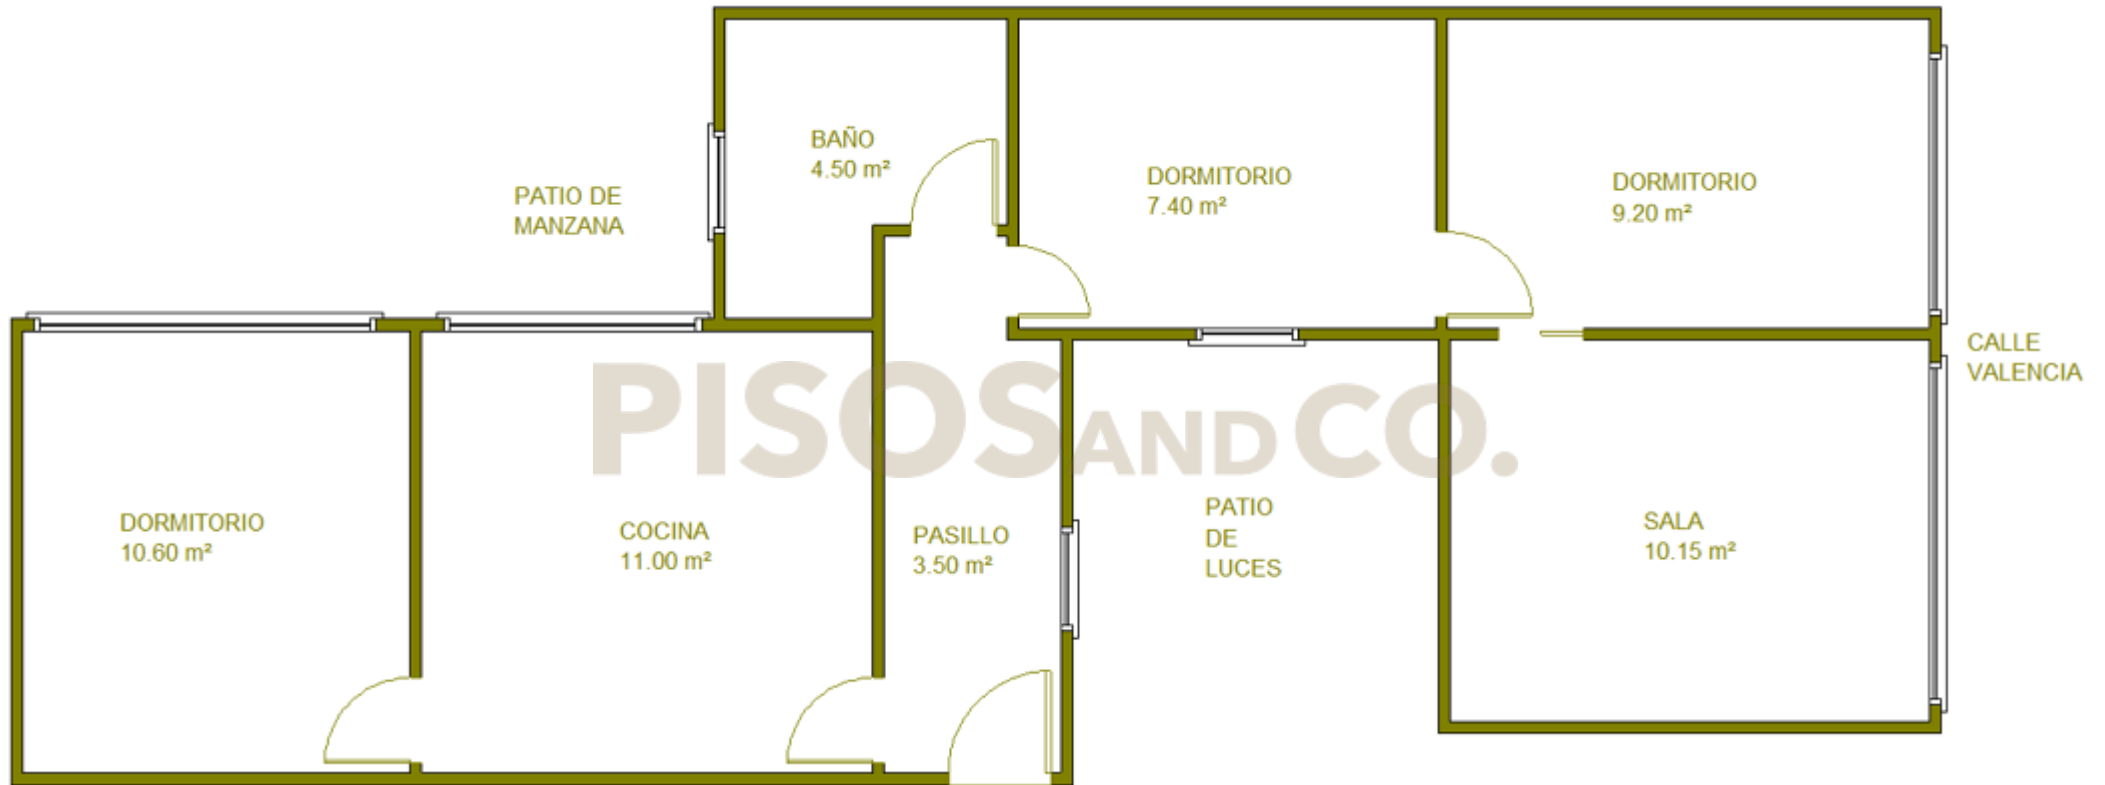 BAÑO
4.50 m²
PATIO DE
MANZANA
DORMITORIO
7.40 m²
DORMITORIO
9.20 m²
CALLE
VALENCIA
PISOS AND CO.
DORMITORIO
10.60 m²
COCINA
11.00 m²
PASILLO
3.50 m²
PATIO
DE
LUCES
SALA
10.15 m²